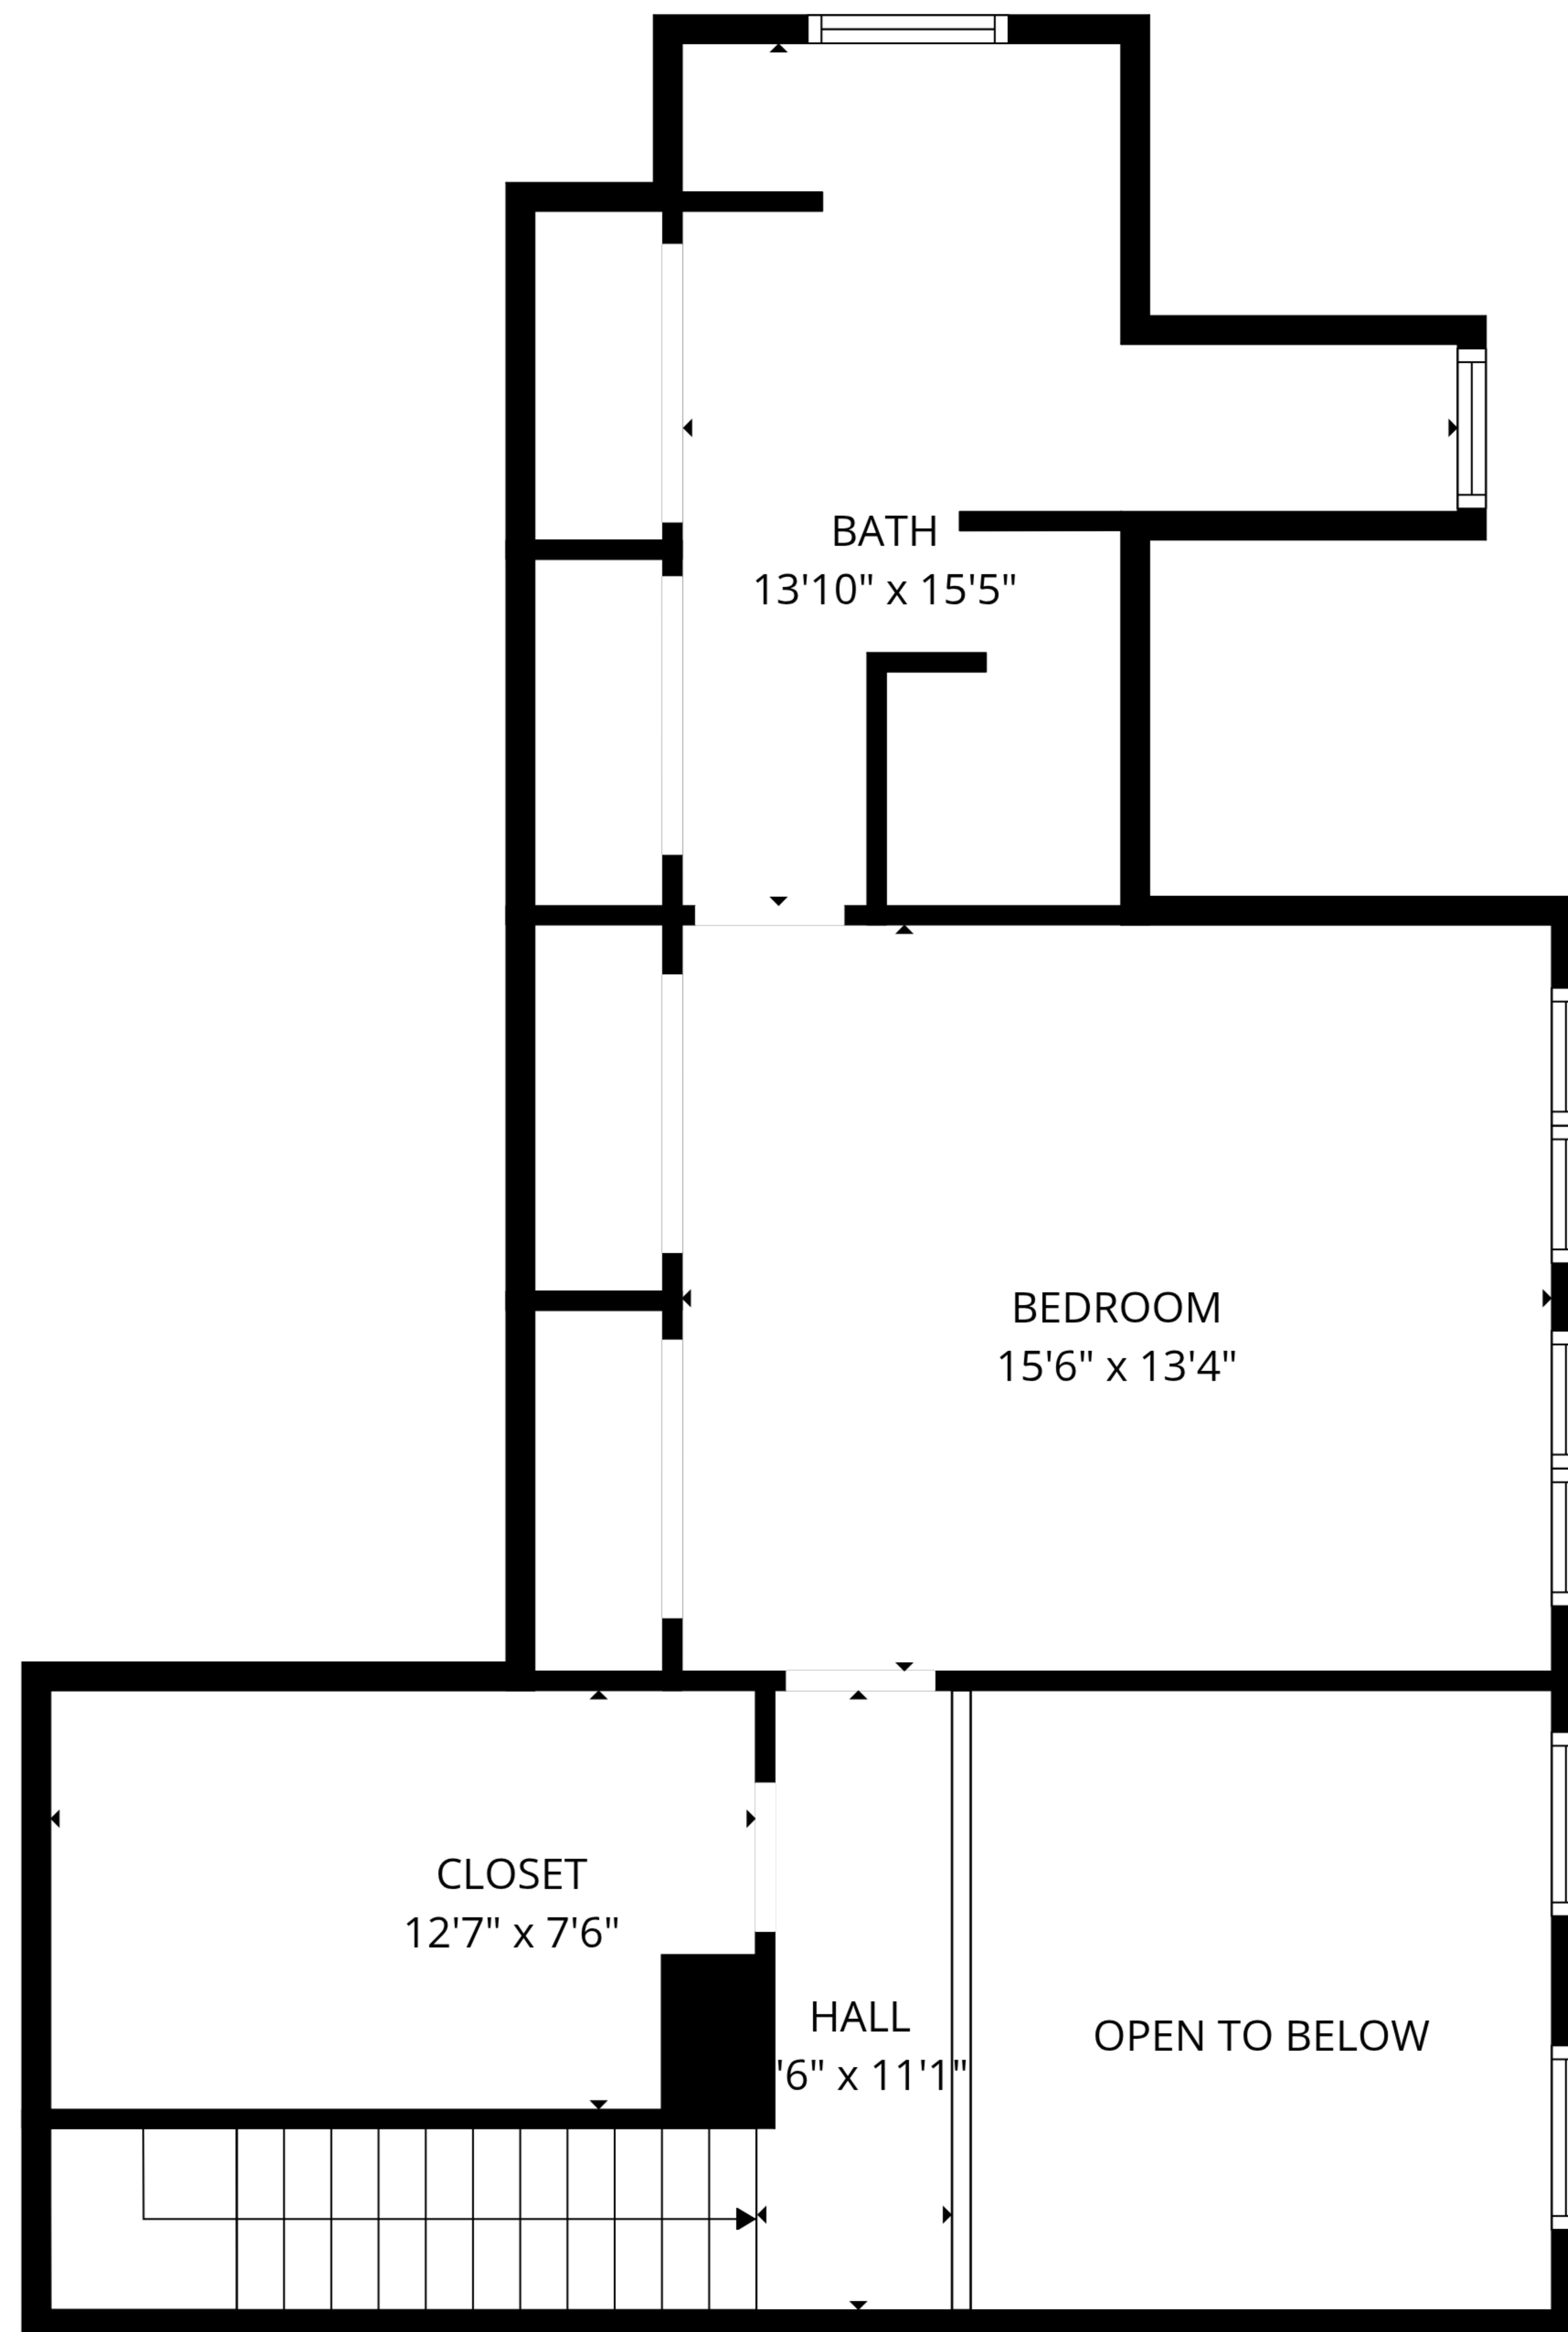 BATH
13'10" x 15'5"
BEDROOM
15'6" x 13'4"
CLOSET
12'7" x 7'6"
HALL
'6" x 11'1"
OPEN TO BELOW